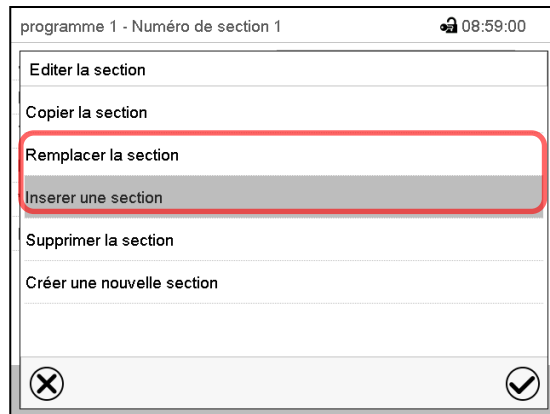 programme 1 - Numéro de section 1 08:59:00
Editer la section
Copier la section
Remplacer la section
Inserer une section
Supprimer la section
Créer une nouvelle section